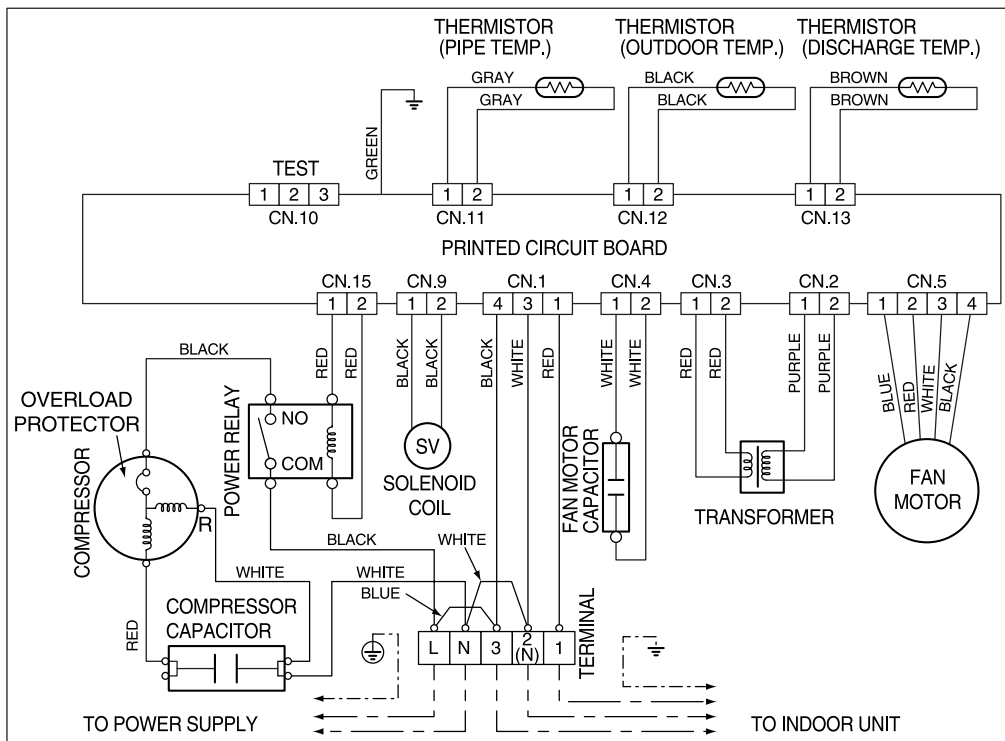 THERMISTOR
(PIPE TEMP.)
THERMISTOR
(OUTDOOR TEMP.)
THERMISTOR
(DISCHARGE TEMP.)
GRAY
GRAY
BLACK
BLACK
BROWN
BROWN
GREEN
TEST
1 2 3
CN.10
1 2
CN.11
1 2
CN.12
1 2
CN.13
PRINTED CIRCUIT BOARD
CN.15
1 2
CN.9
1 2
CN.1
4 3 1
CN.4
1 2
CN.3
1 2
CN.2
1 2
CN.5
1 2 3 4
BLACK
RED
RED
BLACK
BLACK
BLACK
WHITE
RED
WHITE
WHITE
RED
RED
PURPLE
PURPLE
BLUE
RED
WHITE
BLACK
OVERLOAD
PROTECTOR
COMPRESSOR
R
POWER RELAY
NO
COM
SV
SOLENOID
COIL
FAN MOTOR
CAPACITOR
TRANSFORMER
FAN
MOTOR
BLACK
WHITE
WHITE
WHITE
BLUE
RED
COMPRESSOR
CAPACITOR
L N 3 2 (N) 1
TERMINAL
TO POWER SUPPLY
TO INDOOR UNIT